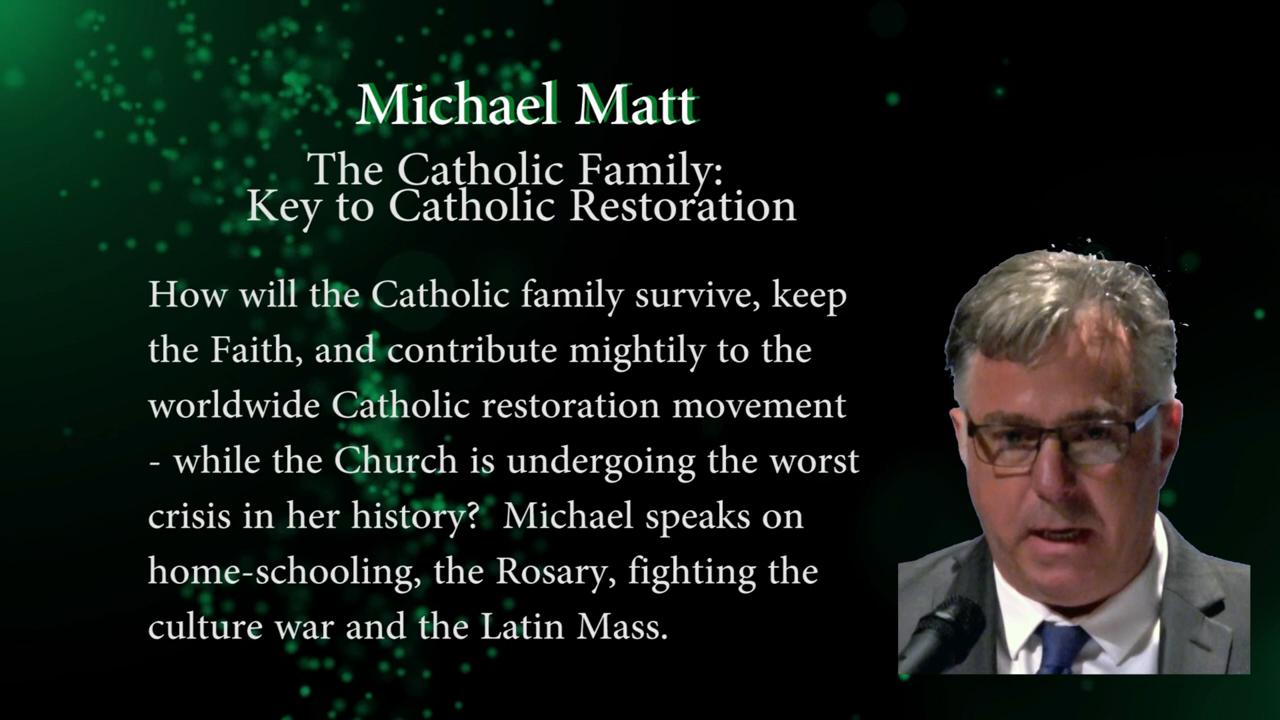 Michael Matt
The Catholic Family:
Key to Catholic Restoration
How will the Catholic family survive, keep
the Faith, and contribute mightily to the
worldwide Catholic restoration movement
- while the Church is undergoing the worst
crisis in her history?  Michael speaks on
home-schooling, the Rosary, fighting the
culture war and the Latin Mass.